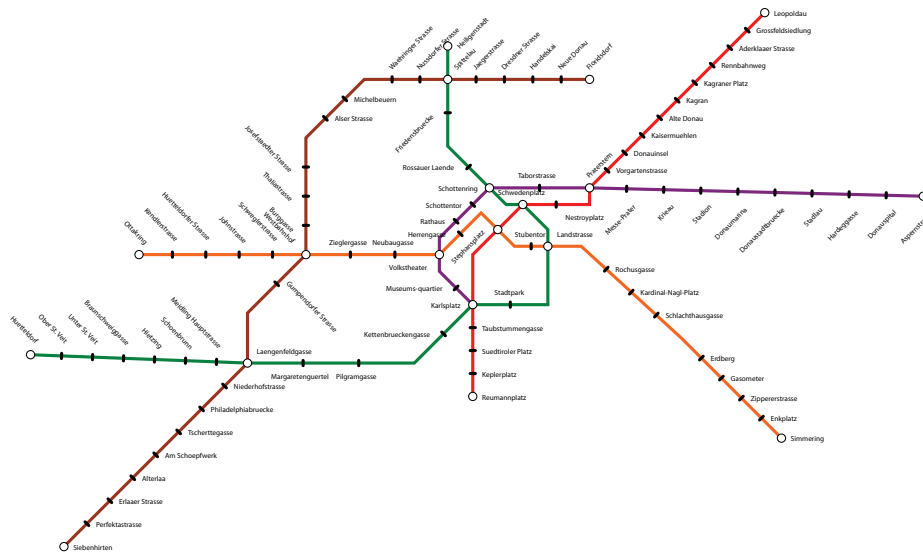 Leopoldau
Grossfeldsiedlung
Aderklaaer Strasse
Rennbahnweg
Kagraner Platz
Kagran
Alte Donau
Kaisermuehlen
Donauinsel
Vorgartenstrasse
Praterstern
Waehringer Strasse
Nussdorfer Strasse
Heiligenstadt
Spittelau
Jaegerstrasse
Dresdner Strasse
Handelskai
Neue Donau
Floridsdorf
Michelbeuern
Alser Strasse
Josefstaedter Strasse
Thaliastrasse
Friedensbruecke
Rossauer Laende
Schottenring
Taborstrasse
Schwedenplatz
Nestroyplatz
Messe-Prater
Krieau
Stadion
Donaumarina
Donaustadtbruecke
Stadlau
Hardeggasse
Donauspital
Aspernstr
Schottentor
Rathaus
Herrengasse
Stephansplatz
Stubentor
Landstrasse
Ottakring
Kendlerstrasse
Huetteldorfer Strasse
Johnstrasse
Schweglerstrasse
Burggasse
Westbahnhof
Zieglergasse
Neubaugasse
Volkstheater
Museums-quartier
Karlsplatz
Stadtpark
Rochusgasse
Kardinal-Nagl-Platz
Schlachthausgasse
Erdberg
Gasometer
Zippererstrasse
Enkplatz
Simmering
Gumpendorfer Strasse
Kettenbrueckengasse
Taubstummengasse
Suedtiroler Platz
Keplerplatz
Reumannplatz
Huetteldorf
Ober St. Veit
Unter St. Veit
Braunschweiggasse
Hietzing
Schoenbrunn
Meidling Hauptstrasse
Laengenfeldgasse
Margaretenguertel
Pilgramgasse
Niederhofstrasse
Philadelphiabruecke
Tscherttegasse
Am Schoepfwerk
Alterlaa
Erlaaer Strasse
Perfektastrasse
Siebenhirten